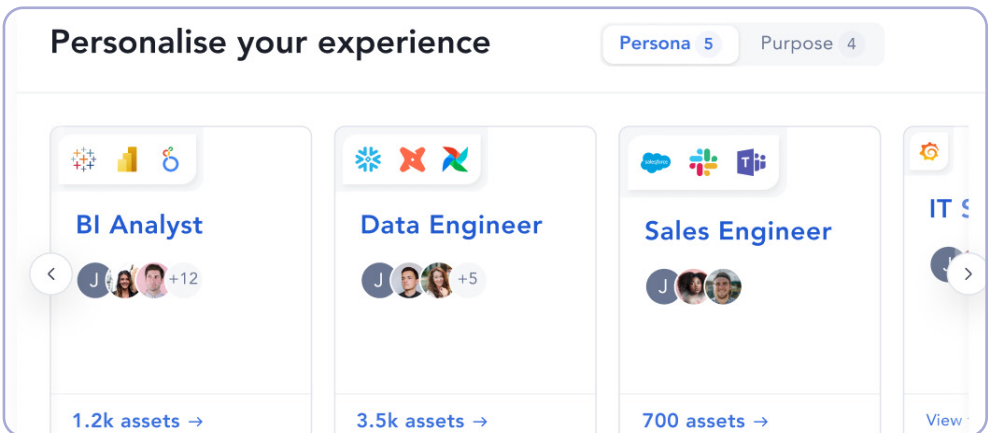 Personalise your experience
Persona 5
Purpose 4
BI Analyst
J +12
1.2k assets →
Data Engineer
J +5
3.5k assets →
salesforce
Sales Engineer
J
700 assets →
IT
View